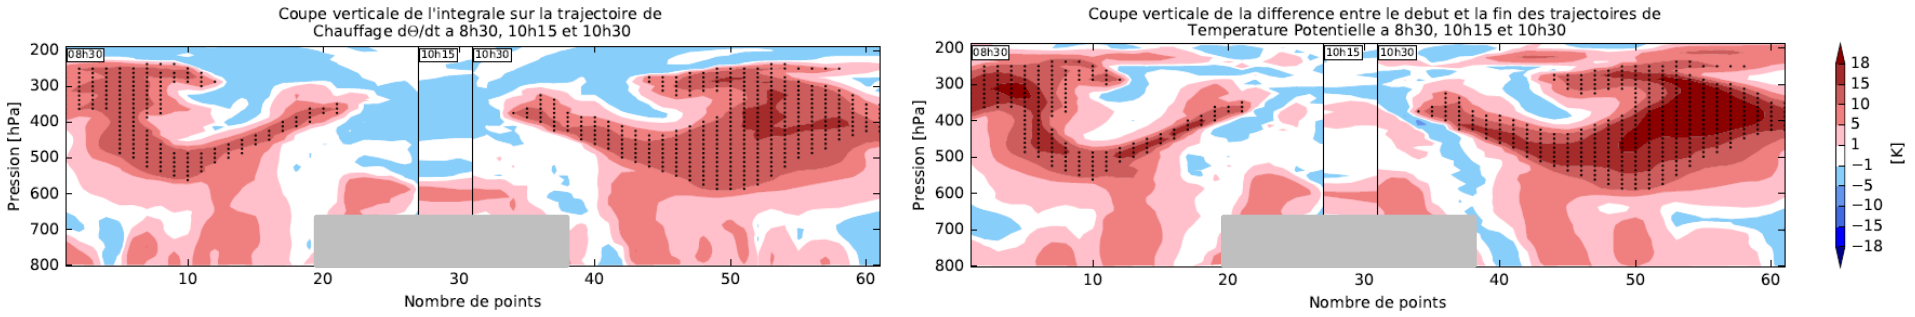 Coupe verticale de l'integrale sur la trajectoire de
Chauffage dΘ/dt a 8h30, 10h15 et 10h30
08h30
10h15
10h30
Pression [hPa]
200
300
400
500
600
700
800
10
20
30
40
50
60
Nombre de points
Coupe verticale de la difference entre le debut et la fin des trajectoires de
Temperature Potentielle a 8h30, 10h15 et 10h30
08h30
10h15
10h30
Pression [hPa]
200
300
400
500
600
700
800
10
20
30
40
50
60
Nombre de points
18
15
10
5
1
−1
−5
−10
−15
−18
[K]